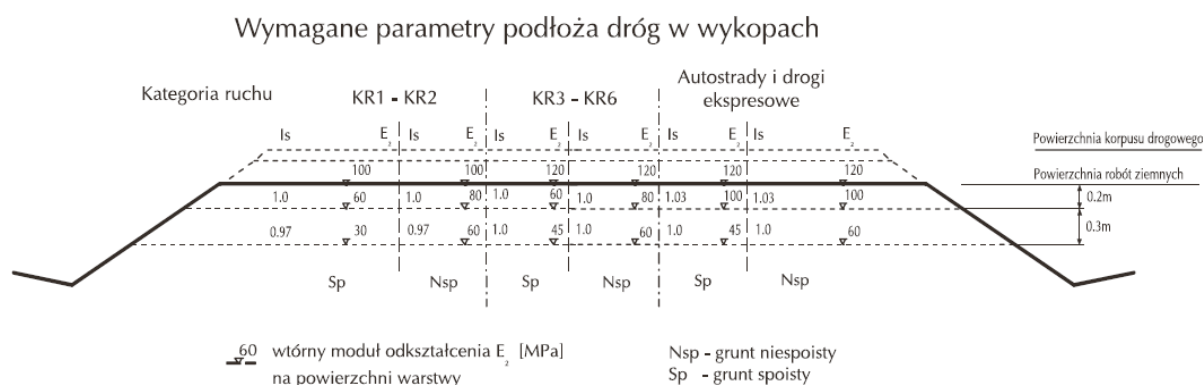 Wymagane parametry podłoża dróg w wykopach
Kategoria ruchu KR1 - KR2 KR3 - KR6 Autostrady i drogi
ekspresowe
Is E₂ Is E₂ Is E₂ Is E₂ Is E₂ Is E₂
Powierzchnia korpusu drogowego
100 100 120 120 120 120
Powierzchnia robót ziemnych
1.0 60 1.0 80 1.0 60 1.0 80 1.03 100 1.03 100 0.2m
0.97 30 0.97 60 1.0 45 1.0 60 1.0 45 1.0 60 0.3m
Sp Nsp Sp Nsp Sp Nsp
60 wtórny moduł odkształcenia E₂ [MPa]
na powierzchni warstwy
Nsp - grunt niespoisty
Sp - grunt spoisty